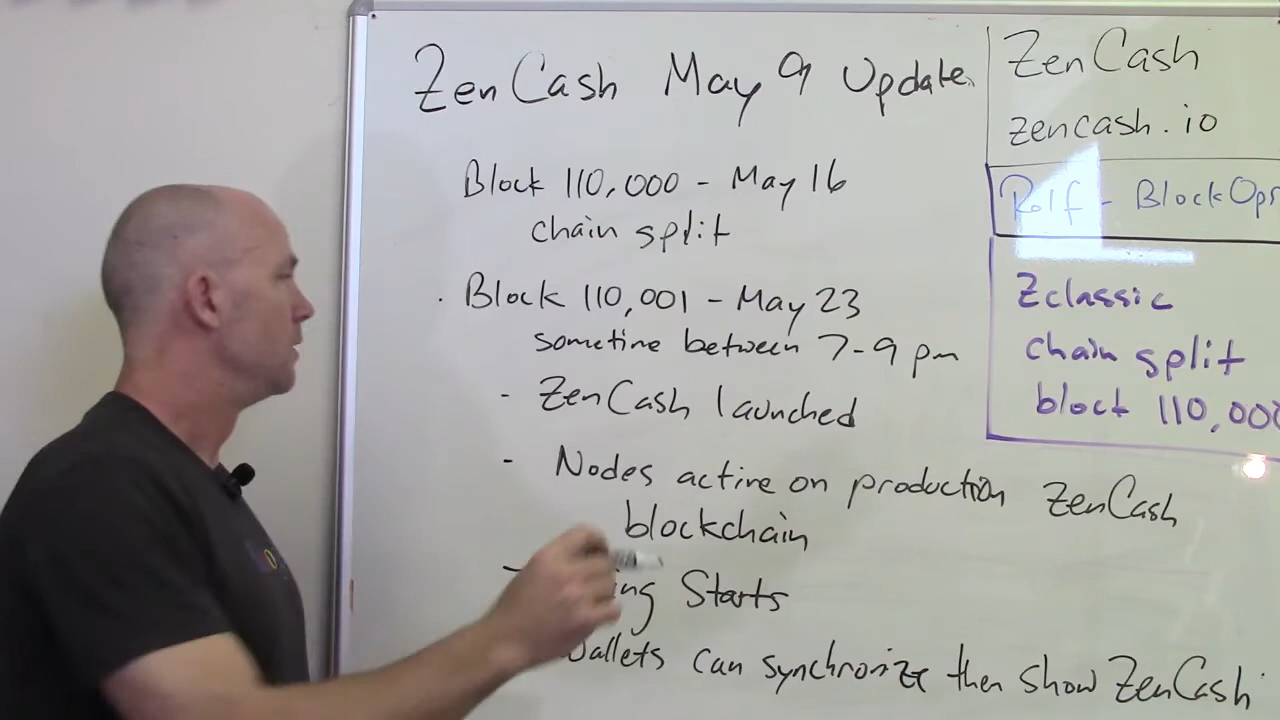 ZenCash May 9 Update
Block 110,000 - May 16
chain split
Block 110,001 - May 23
sometime between 7-9 pm
- ZenCash launched
- Nodes active on production ZenCash
blockchain
- Starts
Wallets can synchronize then show ZenCash
ZenCash
zencash.io
Rolf - BlockOps
Zclassic
chain split
block 110,000